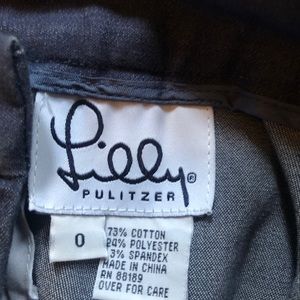 Lilly®
PULITZER
0
73% COTTON
24% POLYESTER
3% SPANDEX
MADE IN CHINA
RN 88189
OVER FOR CARE